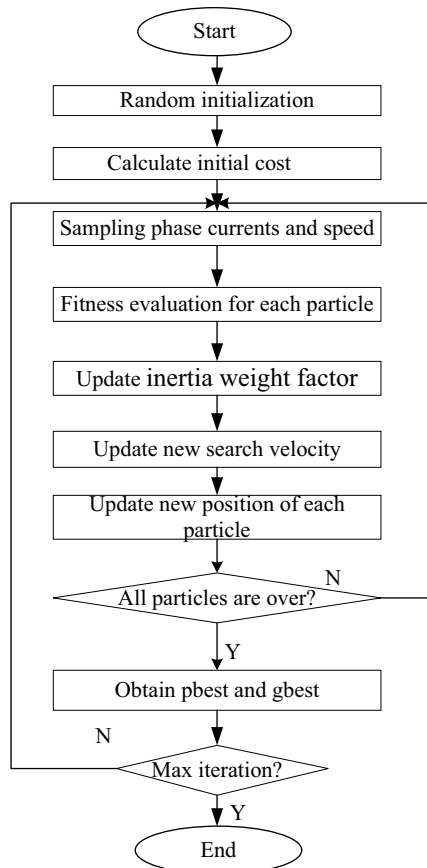 Start
Random initialization
Calculate initial cost
Sampling phase currents and speed
Fitness evaluation for each particle
Update inertia weight factor
Update new search velocity
Update new position of each
particle
N
All particles are over?
Y
Obtain pbest and gbest
N
Max iteration?
Y
End